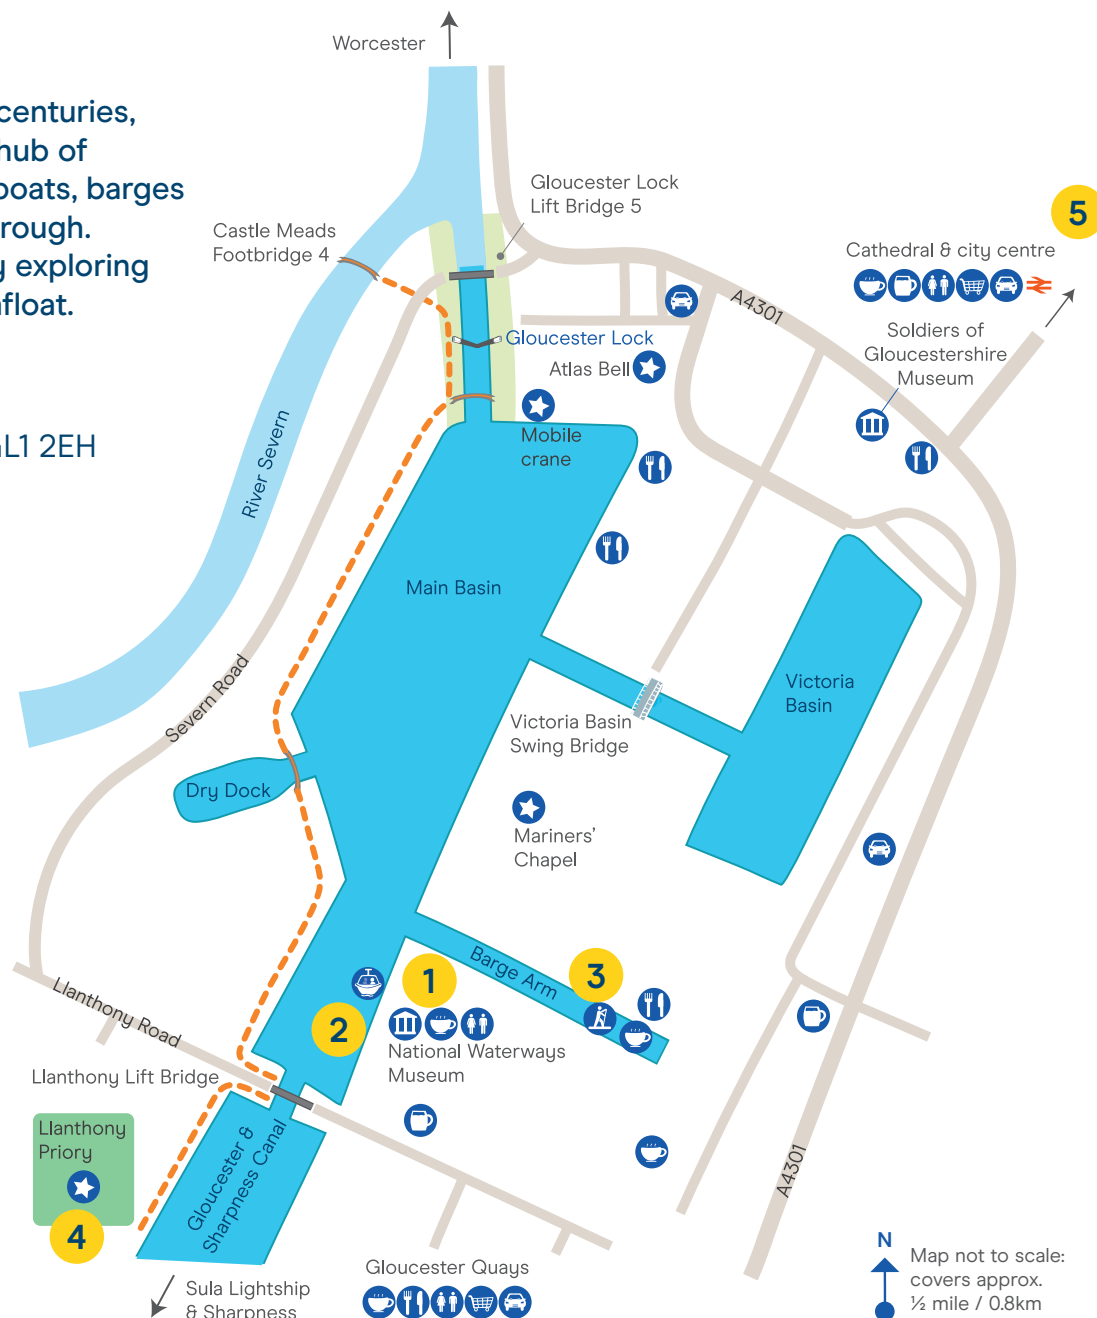 Worcester
centuries,
hub of
boats, barges
rough.
exploring
afloat.
Gloucester Lock
Lift Bridge 5
Castle Meads
Footbridge 4
5
Cathedral & city centre
A4301
Soldiers of
Gloucestershire
Museum
Gloucester Lock
Atlas Bell
Mobile
crane
L1 2EH
River Severn
Main Basin
Severn Road
Victoria
Basin
Victoria Basin
Swing Bridge
Dry Dock
Mariners'
Chapel
Barge Arm
1
3
2
National Waterways
Museum
Llanthony Road
Llanthony Lift Bridge
Llanthony
Priory
4
Gloucester &
Sharpness Canal
A4301
Gloucester Quays
Sula Lightship
& Sharpness
N
Map not to scale:
covers approx.
½ mile / 0.8km